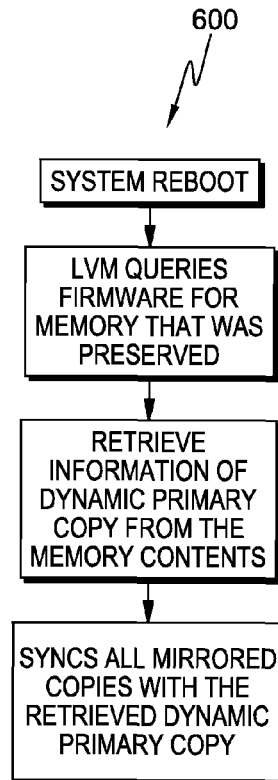 600
SYSTEM REBOOT
LVM QUERIES
FIRMWARE FOR
MEMORY THAT WAS
PRESERVED
RETRIEVE
INFORMATION OF
DYNAMIC PRIMARY
COPY FROM THE
MEMORY CONTENTS
SYNCS ALL MIRRORED
COPIES WITH THE
RETRIEVED DYNAMIC
PRIMARY COPY